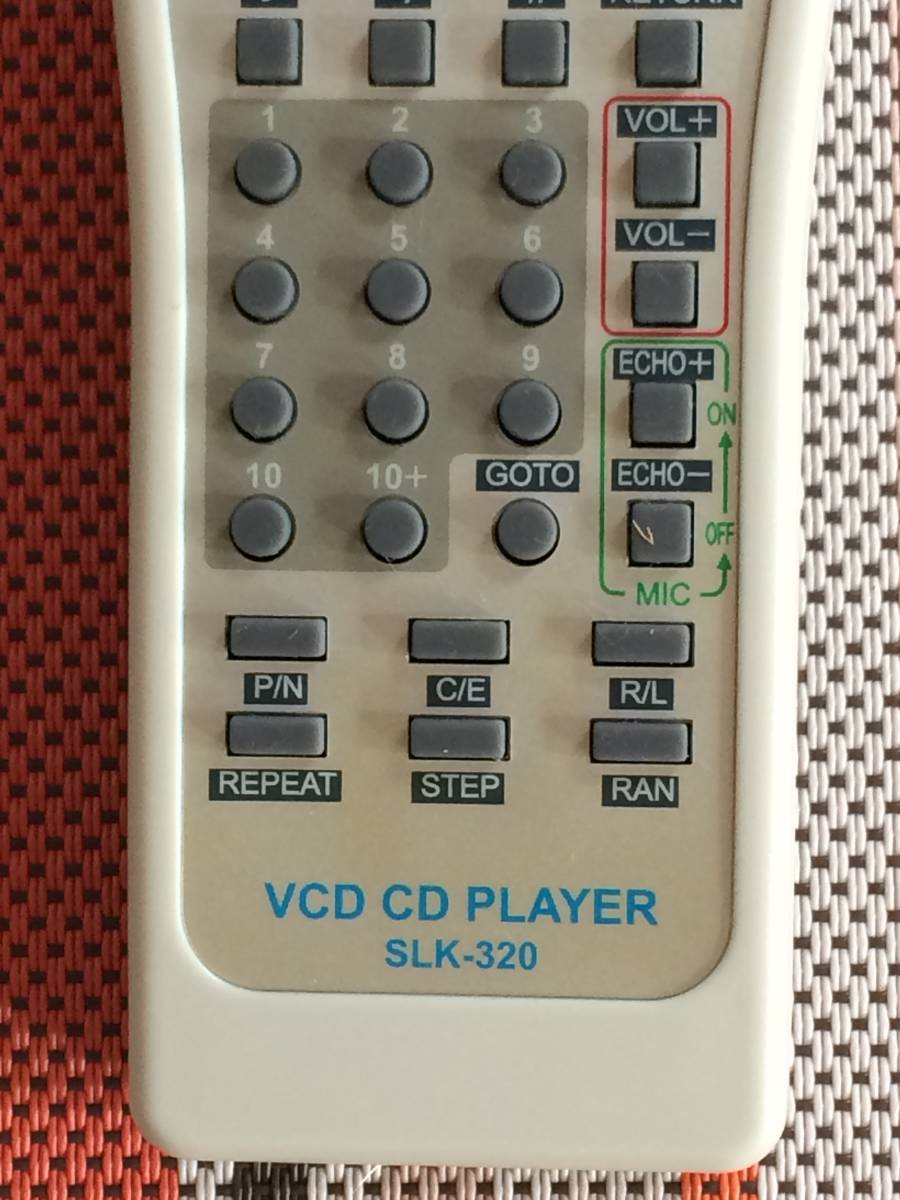 RETURN
1 2 3 VOL+
4 5 6 VOL-
7 8 9 ECHO+
ON
10 10+ GOTO ECHO-
OFF
MIC
P/N C/E R/L
REPEAT STEP RAN
VCD CD PLAYER
SLK-320